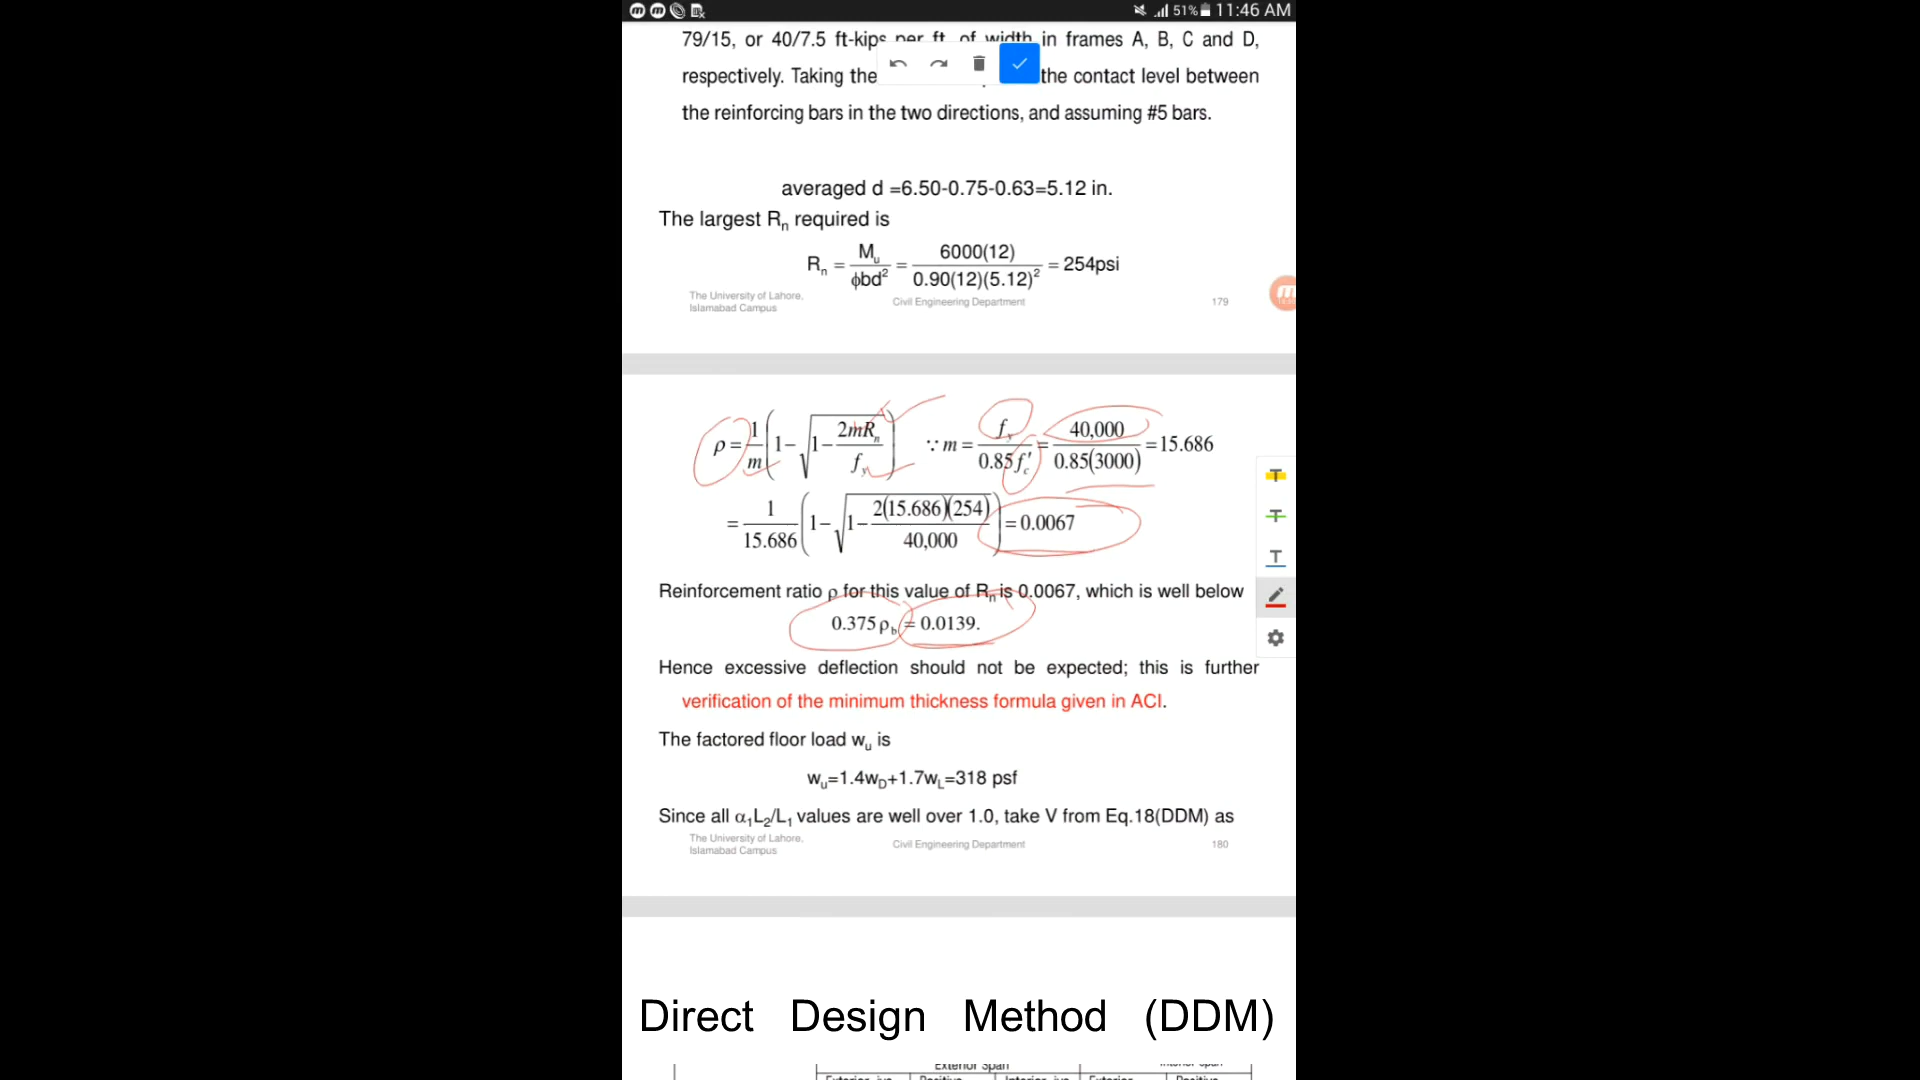 51% 11:46 AM
79/15, or 40/7.5 ft-kips per ft. of width in frames A, B, C and D,
respectively. Taking the the contact level between
the reinforcing bars in the two directions, and assuming #5 bars.
averaged d =6.50-0.75-0.63=5.12 in.
The largest Rn required is
Rn = Mu/ϕbd² = 6000(12)/0.90(12)(5.12)² = 254psi
The University of Lahore, Islamabad Campus Civil Engineering Department 179
ρ = 1/m (1 − √(1 − 2mRn/fy)) ∵ m = fy/0.85f'c = 40,000/0.85(3000) = 15.686
= 1/15.686 (1 − √(1 − 2(15.686)(254)/40,000)) = 0.0067
Reinforcement ratio ρ for this value of Rn is 0.0067, which is well below
0.375 ρb = 0.0139.
Hence excessive deflection should not be expected; this is further
verification of the minimum thickness formula given in ACI.
The factored floor load wu is
wu=1.4wD+1.7wL=318 psf
Since all α1L2/L1 values are well over 1.0, take V from Eq.18(DDM) as
The University of Lahore, Islamabad Campus Civil Engineering Department 180
Direct Design Method (DDM)
Exterior Span